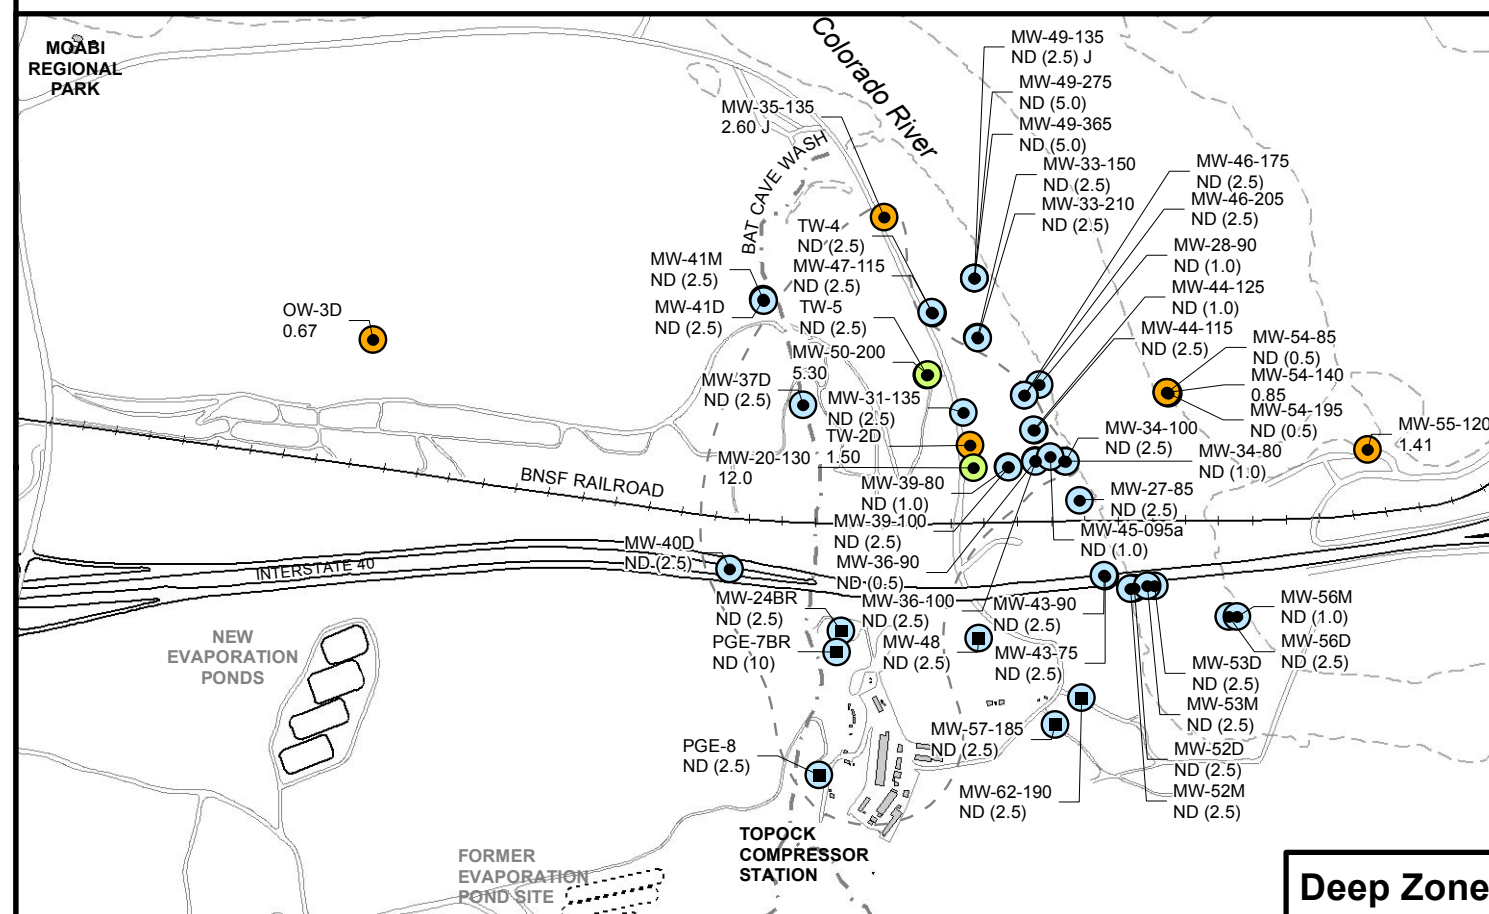 MOABI
REGIONAL
PARK
Colorado River
BAT CAVE WASH
MW-49-135
ND (2.5) J
MW-49-275
ND (5.0)
MW-49-365
ND (5.0)
MW-35-135
2.60 J
MW-33-150
ND (2.5)
MW-33-210
ND (2.5)
MW-46-175
ND (2.5)
MW-46-205
ND (2.5)
MW-28-90
ND (1.0)
MW-44-125
ND (1.0)
MW-44-115
ND (2.5)
TW-4
ND (2.5)
MW-47-115
ND (2.5)
TW-5
ND (2.5)
MW-50-200
5.30
MW-41M
ND (2.5)
MW-41D
ND (2.5)
OW-3D
0.67
MW-37D
ND (2.5)
MW-31-135
ND (2.5)
TW-2D
1.50
MW-20-130
12.0
MW-54-85
ND (0.5)
MW-54-140
0.85
MW-54-195
ND (0.5)
MW-55-120
1.41
MW-34-100
ND (2.5)
MW-34-80
ND (1.0)
MW-39-80
ND (1.0)
MW-39-100
ND (2.5)
MW-36-90
ND (0.5)
MW-36-100
ND (2.5)
MW-27-85
ND (2.5)
MW-45-095a
ND (1.0)
BNSF RAILROAD
INTERSTATE 40
MW-40D
ND (2.5)
MW-24BR
ND (2.5)
PGE-7BR
ND (10)
MW-48
ND (2.5)
MW-43-90
ND (2.5)
MW-43-75
ND (2.5)
MW-56M
ND (1.0)
MW-56D
ND (2.5)
MW-53D
ND (2.5)
MW-53M
ND (2.5)
MW-52D
ND (2.5)
MW-52M
ND (2.5)
MW-57-185
ND (2.5)
MW-62-190
ND (2.5)
PGE-8
ND (2.5)
NEW
EVAPORATION
PONDS
FORMER
EVAPORATION
POND SITE
TOPOCK
COMPRESSOR
STATION
Deep Zone